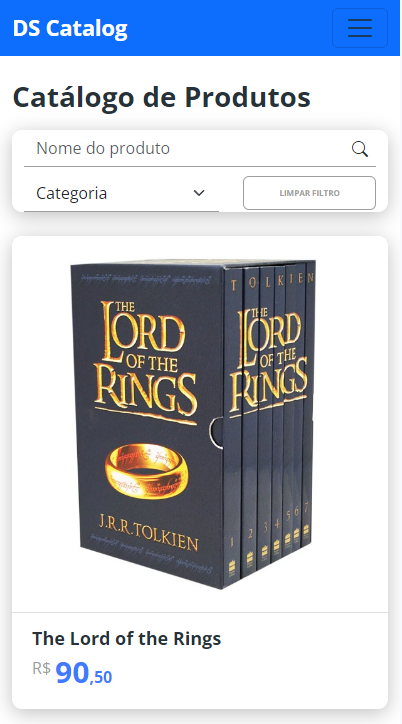 DS Catalog
Catálogo de Produtos
Nome do produto
Categoria
LIMPAR FILTRO
THE
LORD
OF THE
RINGS
J.R.R.TOLKIEN
TOLKIEN
THE
LORD
OF THE
RINGS
1 2 3 4 5 6 7
The Lord of the Rings
R$ 90,50